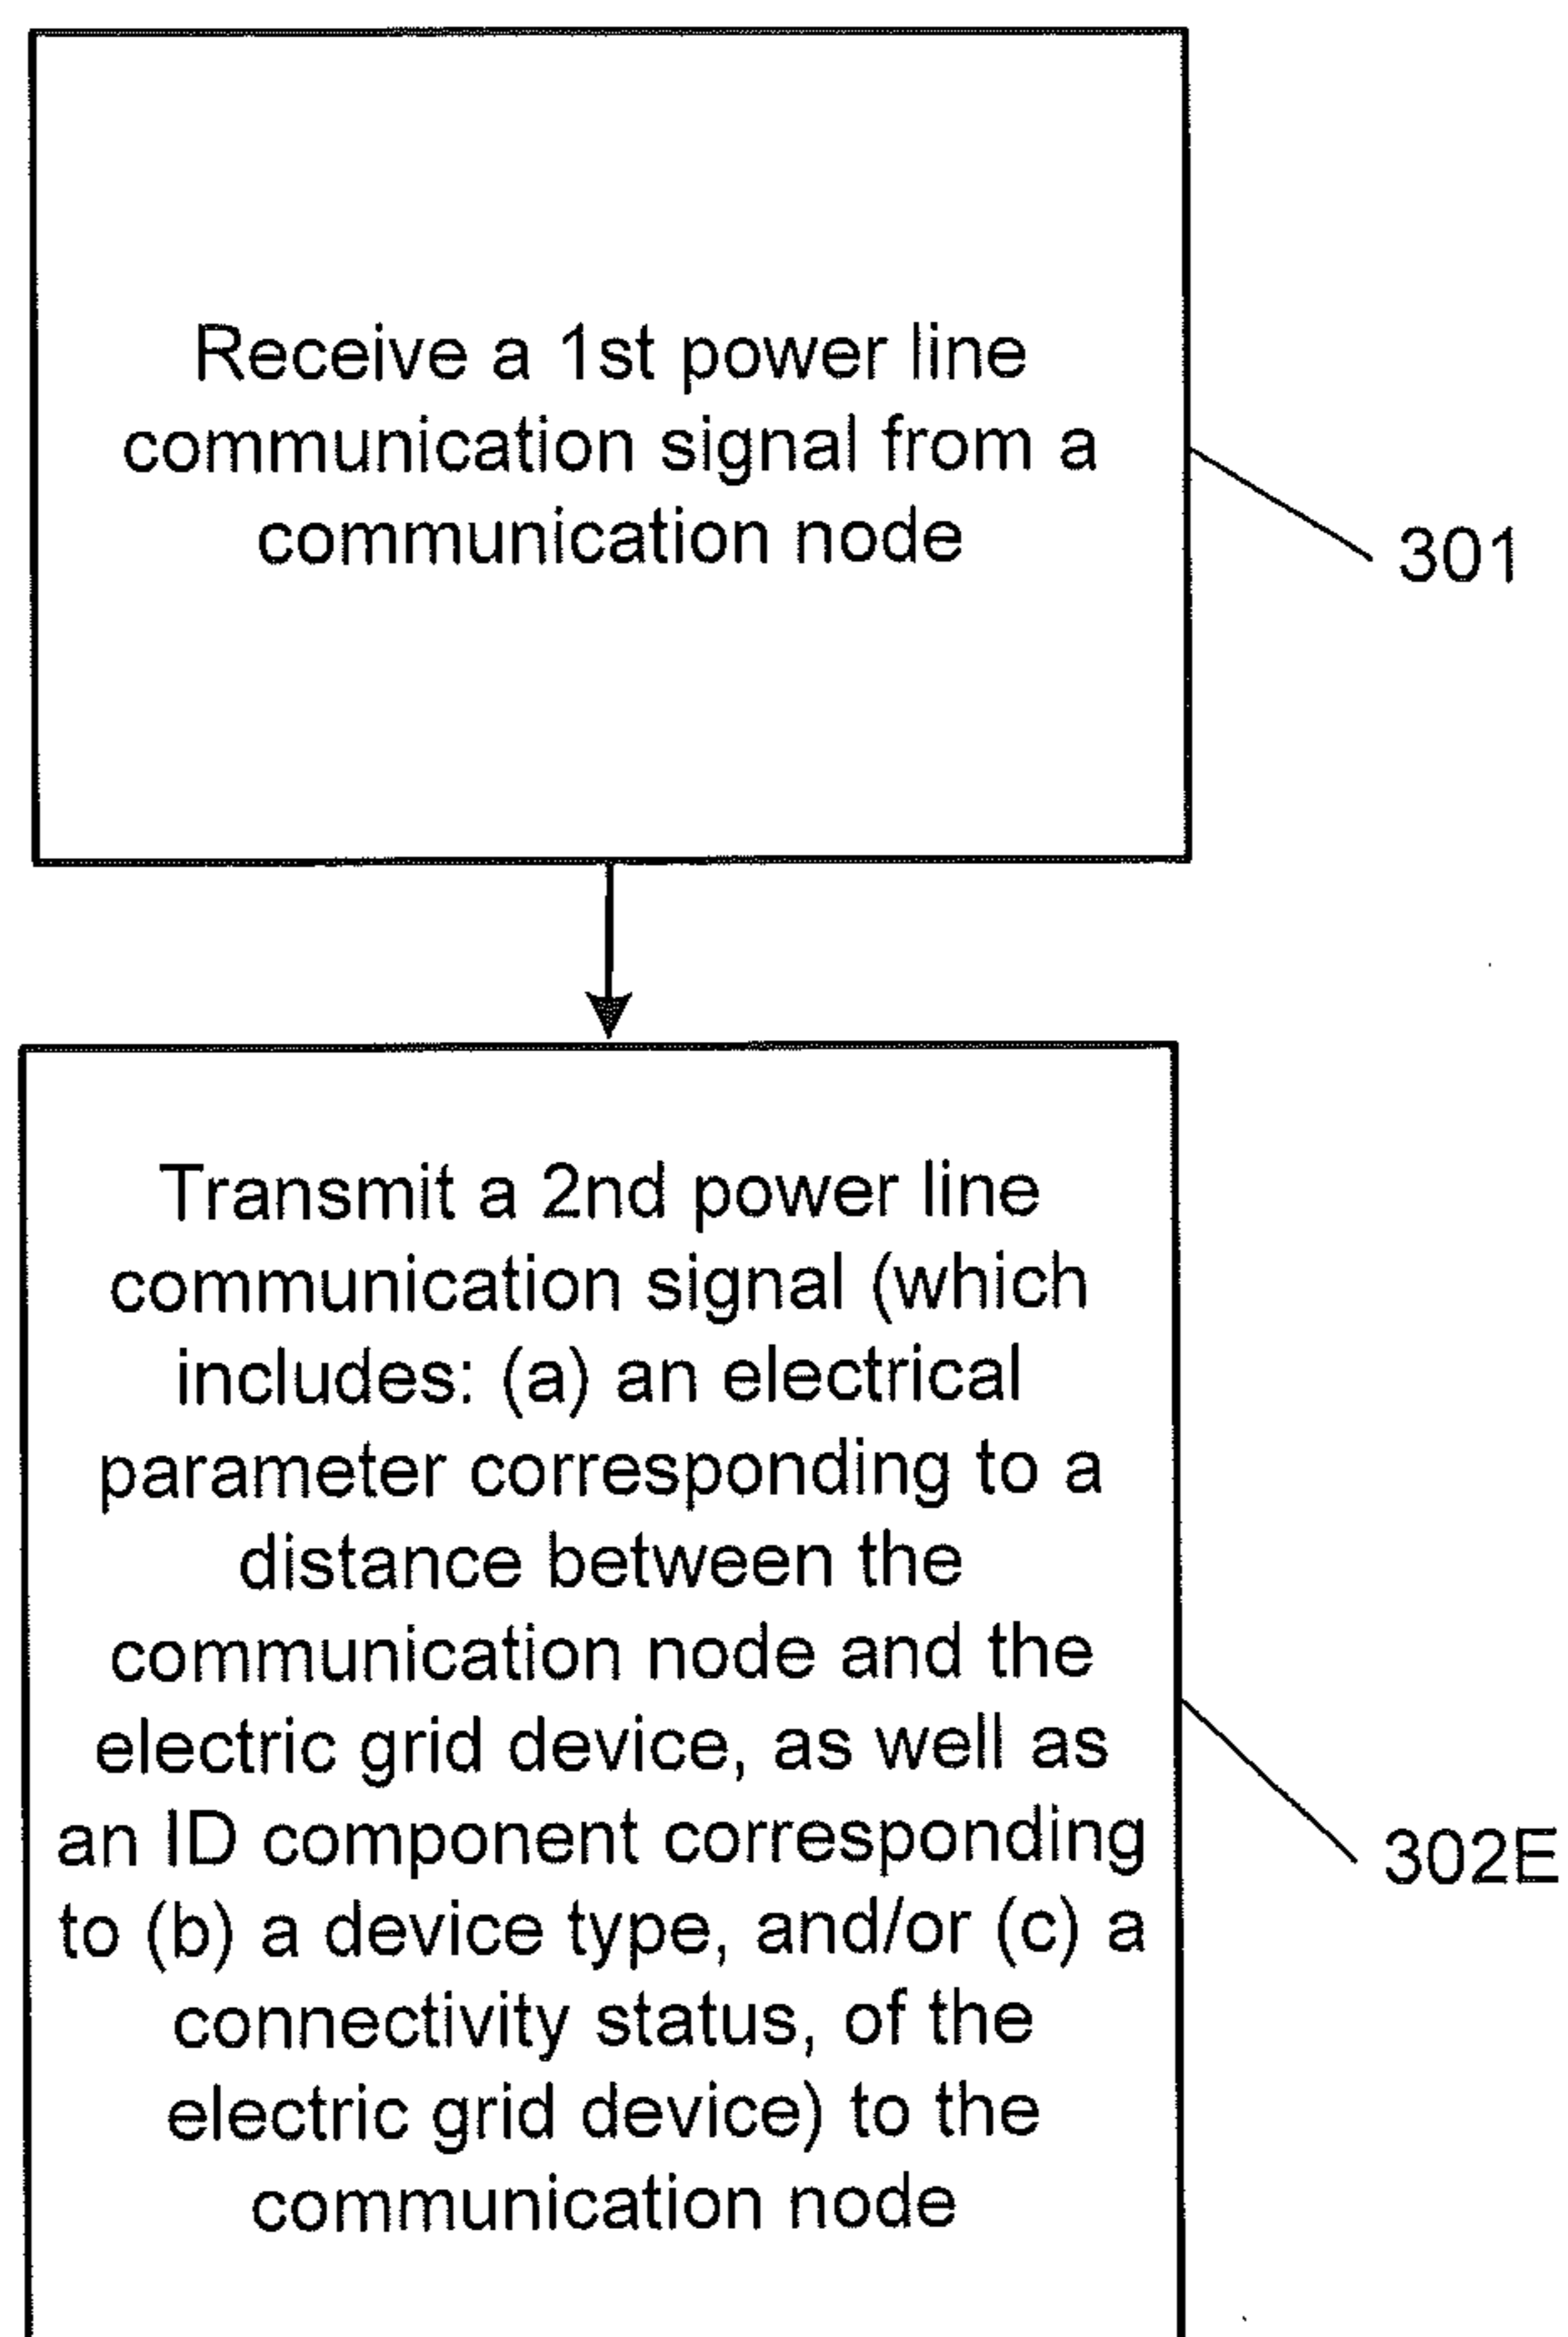 Receive a 1st power line
communication signal from a
communication node
301
Transmit a 2nd power line
communication signal (which
includes: (a) an electrical
parameter corresponding to a
distance between the
communication node and the
electric grid device, as well as
an ID component corresponding
to (b) a device type, and/or (c) a
connectivity status, of the
electric grid device) to the
communication node
302E